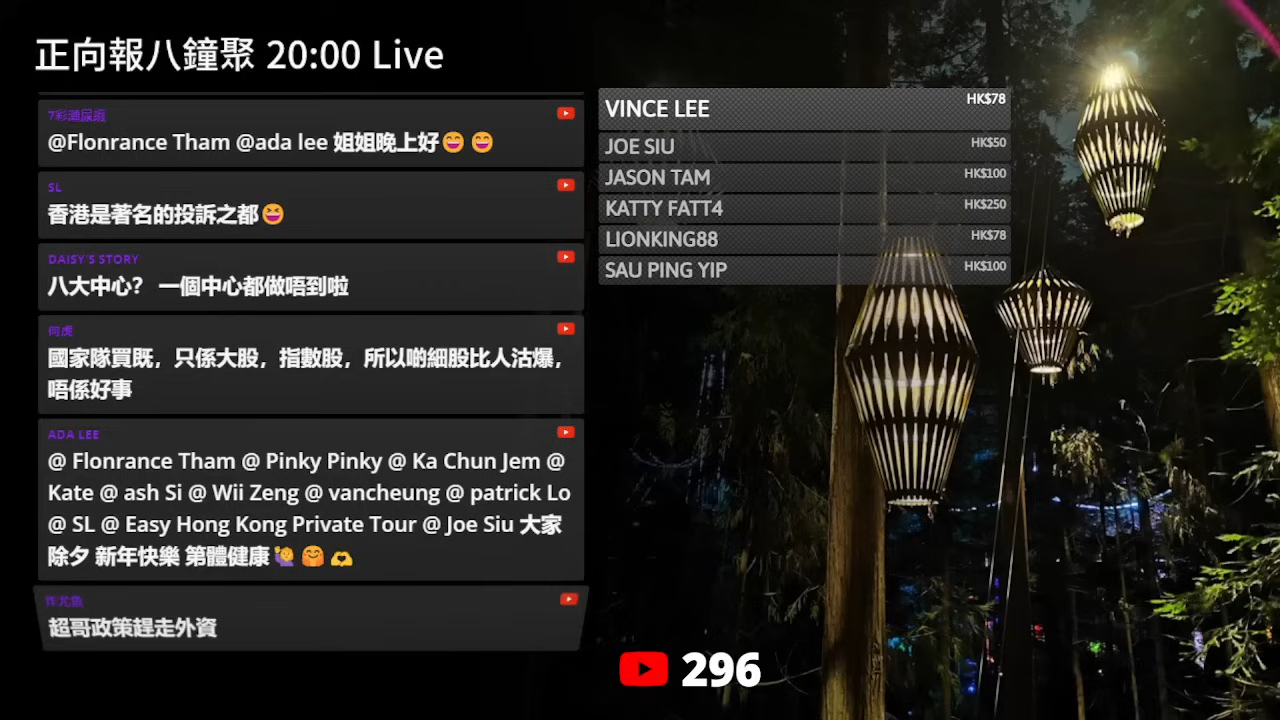 正向報八鐘聚 20:00 Live
@Flonrance Tham @ada lee 姐姐晚上好😄 😄
SL
香港是著名的投訴之都😆
DAISY'S STORY
八大中心? 一個中心都做唔到啦
何虎
國家隊買既，只係大股，指數股，所以啲細股比人沽爆，
唔係好事
ADA LEE
@ Flonrance Tham @ Pinky Pinky @ Ka Chun Jem @
Kate @ ash Si @ Wii Zeng @ vancheung @ patrick Lo
@ SL @ Easy Hong Kong Private Tour @ Joe Siu 大家
除夕 新年快樂 第體健康🙋 🤗 🫶
炸尤魚
超哥政策趕走外資
VINCE LEE HK$78
JOE SIU HK$50
JASON TAM HK$100
KATTY FATT4 HK$250
LIONKING88 HK$78
SAU PING YIP HK$100
296